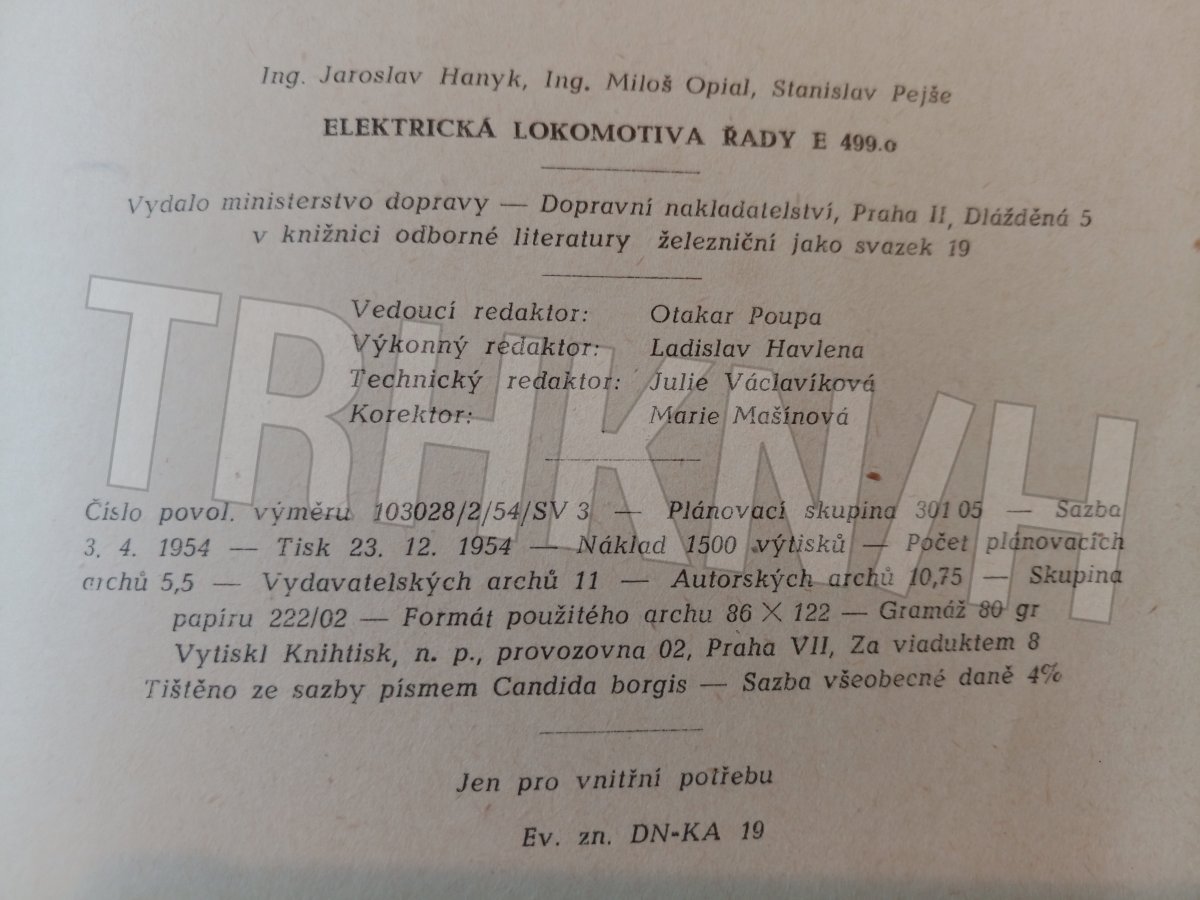 Ing. Jaroslav Hanyk, Ing. Miloš Opial, Stanislav Pejše
ELEKTRICKÁ LOKOMOTIVA ŘADY E 499.0
Vydalo ministerstvo dopravy — Dopravní nakladatelství, Praha II, Dlážděná 5
v knižnici odborné literatury železniční jako svazek 19
Vedoucí redaktor: Otakar Poupa
Výkonný redaktor: Ladislav Havlena
Technický redaktor: Julie Václavíková
Korektor: Marie Mašínová
TRHKNIH
Číslo povol. výměru 103028/2/54/SV 3 — Plánovací skupina 301 05 — Sazba
3. 4. 1954 — Tisk 23. 12. 1954 — Náklad 1500 výtisků — Počet plánovacích
archů 5,5 — Vydavatelských archů 11 — Autorských archů 10,75 — Skupina
papíru 222/02 — Formát použitého archu 86 × 122 — Gramáž 80 gr
Vytiskl Knihtisk, n. p., provozovna 02, Praha VII, Za viaduktem 8
Tištěno ze sazby písmem Candida borgis — Sazba všeobecné daně 4%
Jen pro vnitřní potřebu
Ev. zn. DN-KA 19